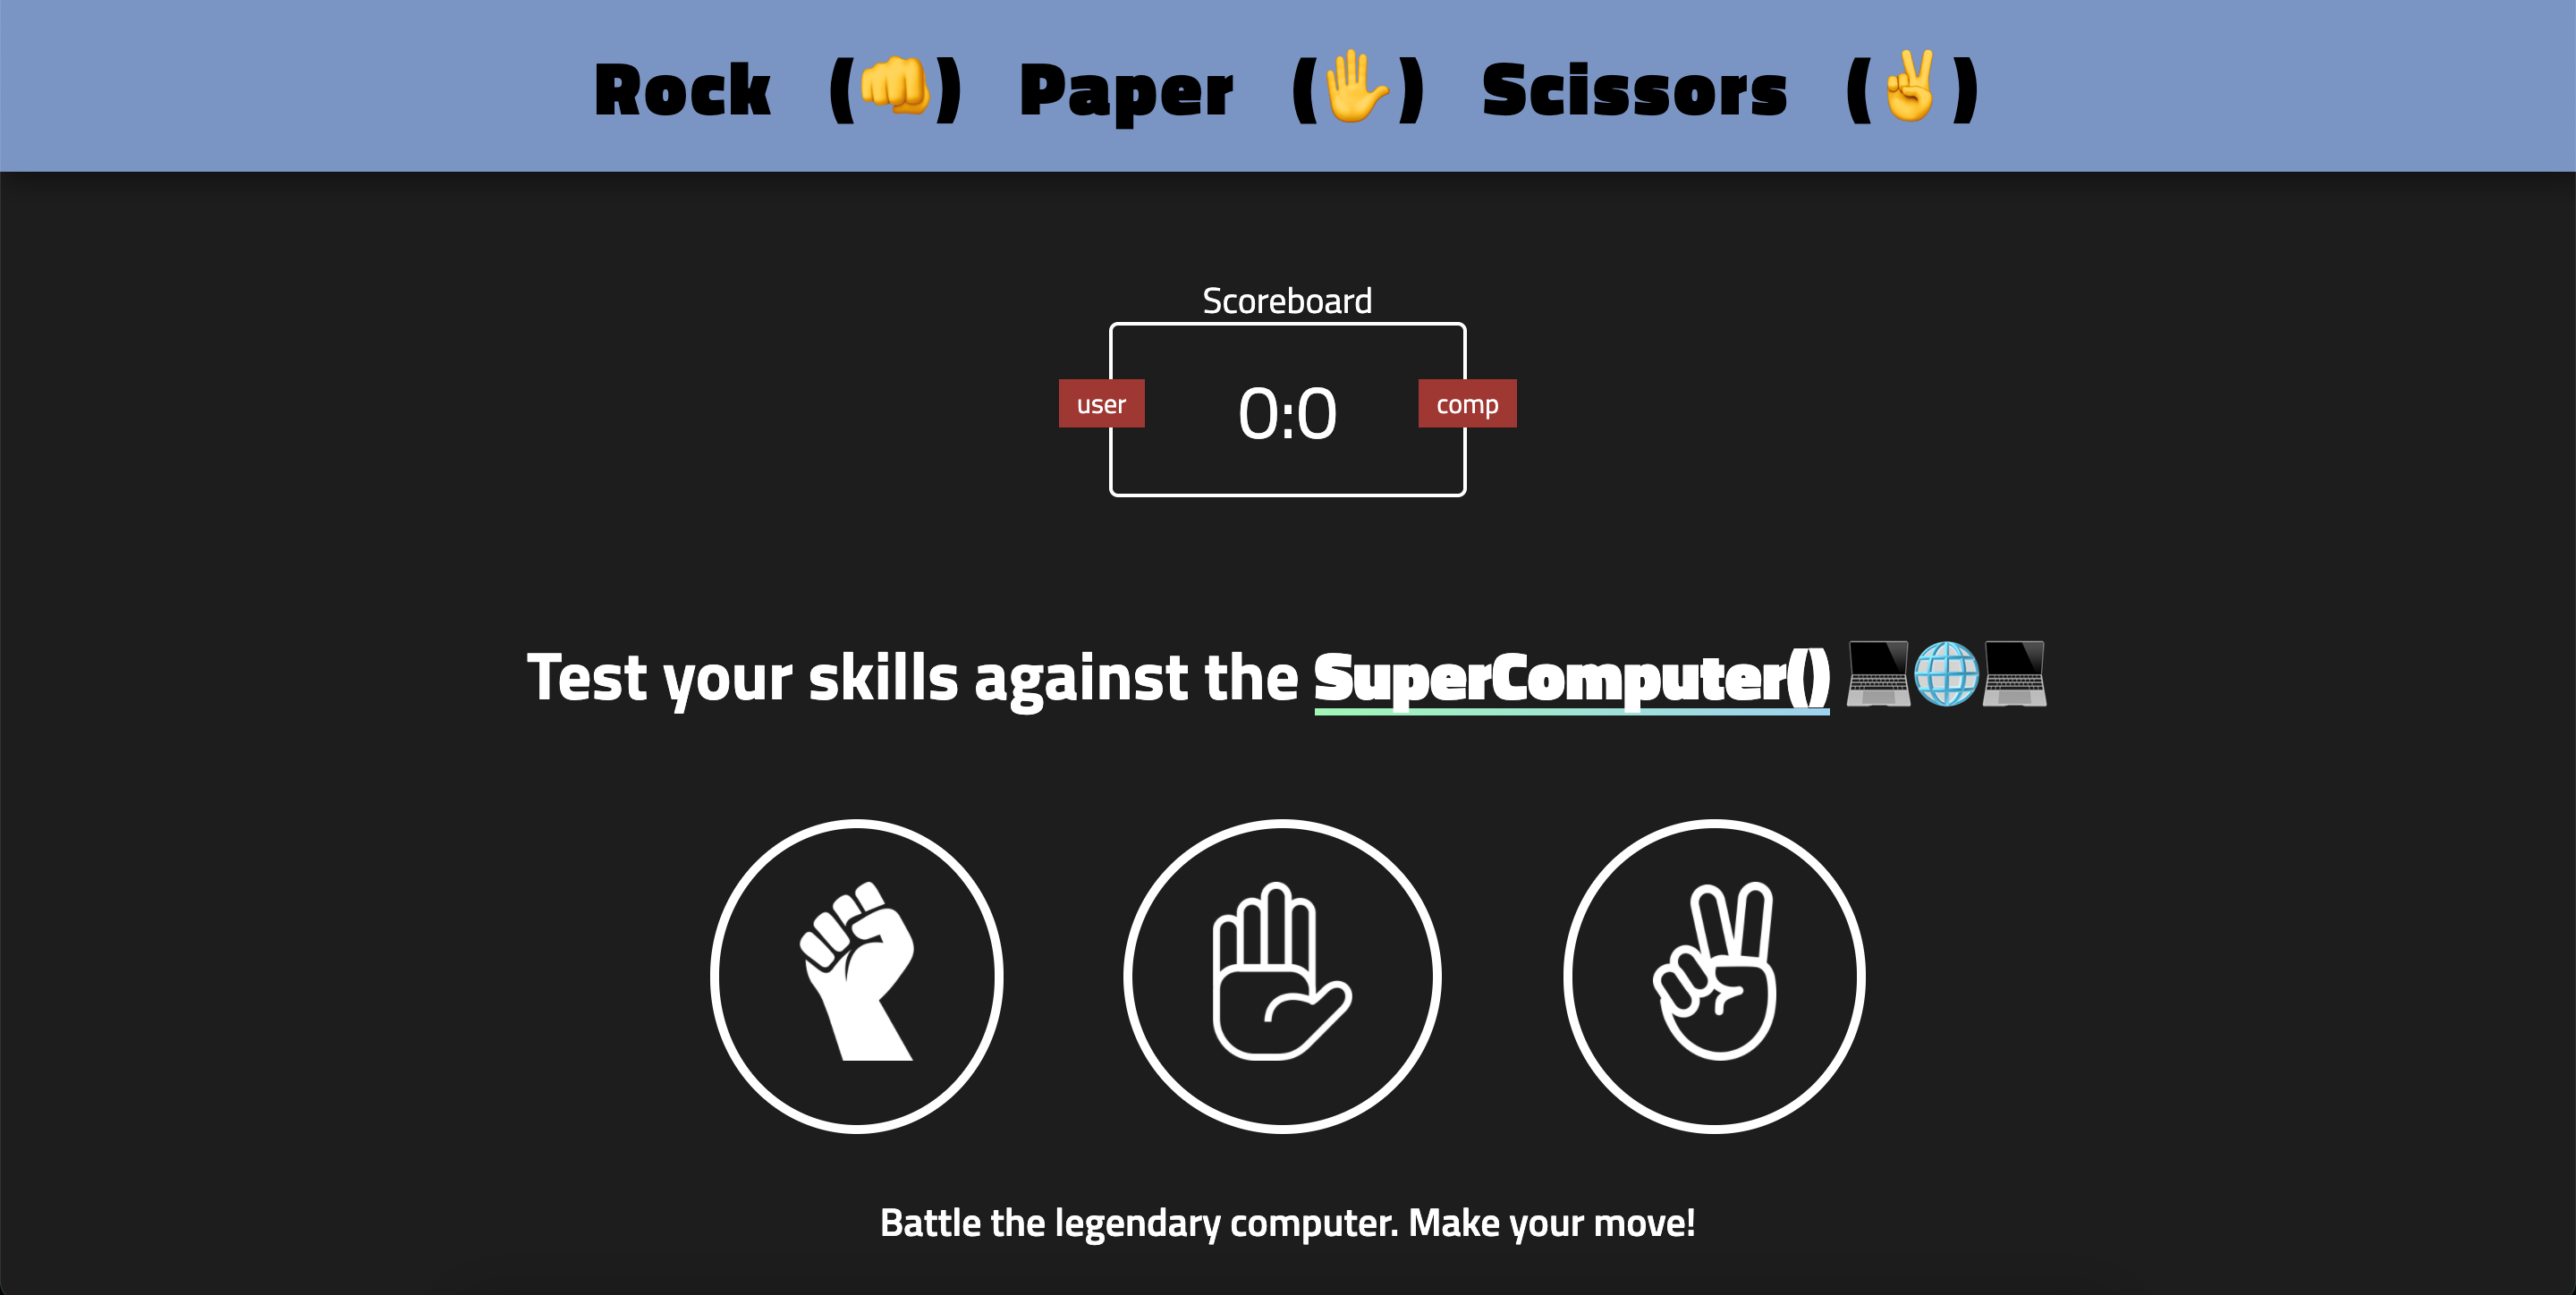 Rock (👊) Paper (✋) Scissors (✌️)
Scoreboard
user 0:0 comp
Test your skills against the SuperComputer() 💻🌐💻
Battle the legendary computer. Make your move!